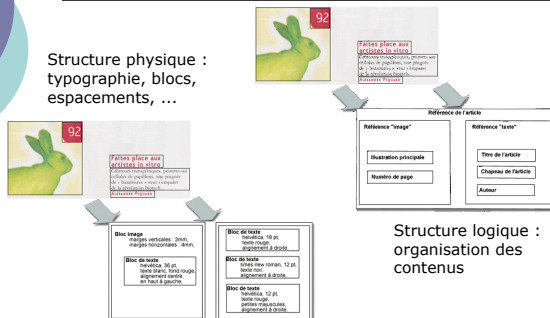 Structure physique :
typographie, blocs,
espacements, ...
92
Faites place aux
artistes in vitro
92
Faites place aux
artistes in vitro
Bloc image
marges verticales : 3mm,
marges horizontales : 4mm,
Bloc de texte
helvética, 36 pt,
texte blanc, fond rouge,
alignement centré,
en haut à gauche,
Bloc de texte
helvética, 18 pt,
texte rouge,
alignement à droite.
Bloc de texte
times new roman, 12 pt,
texte noir,
alignement à droite.
Bloc de texte
helvética, 12 pt,
texte rouge,
petites majuscules,
alignement à droite.
Référence de l'article
Référence "image"
Illustration principale
Numéro de page
Référence "texte"
Titre de l'article
Chapeau de l'article
Auteur
Structure logique :
organisation des
contenus